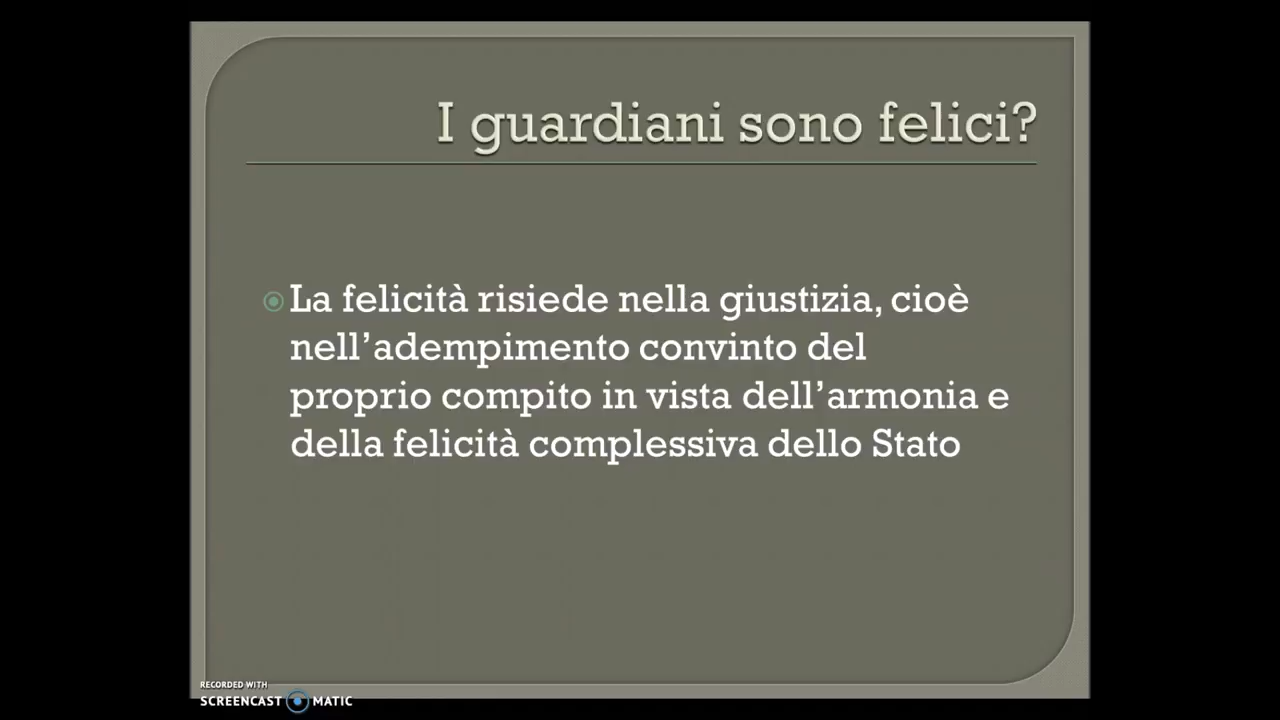 I guardiani sono felici?
La felicità risiede nella giustizia, cioè
nell’adempimento convinto del
proprio compito in vista dell’armonia e
della felicità complessiva dello Stato
RECORDED WITH
SCREENCAST MATIC